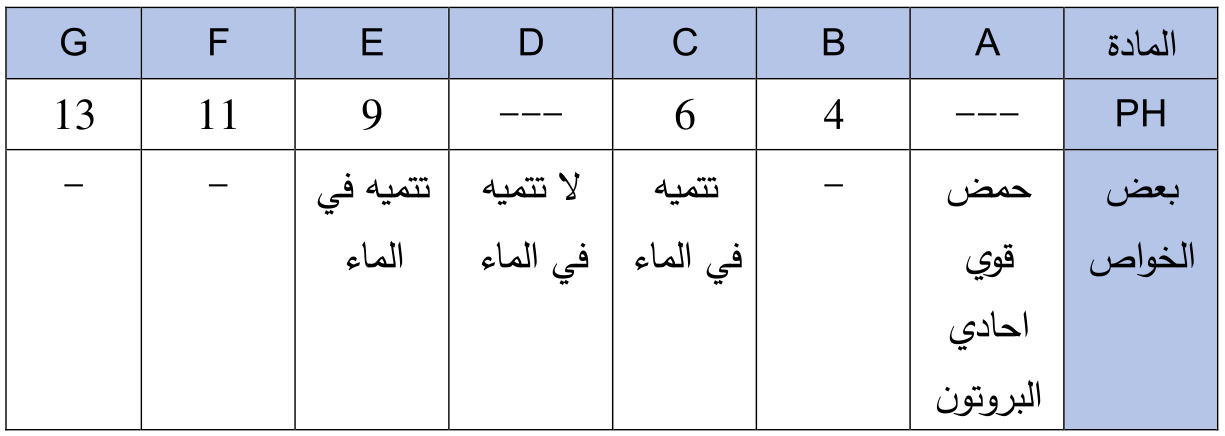 المادة A B C D E F G
PH --- 4 6 --- 9 11 13
بعض الخواص حمض قوي احادي البروتون – تتميه في الماء لا تتميه في الماء تتميه في الماء – –